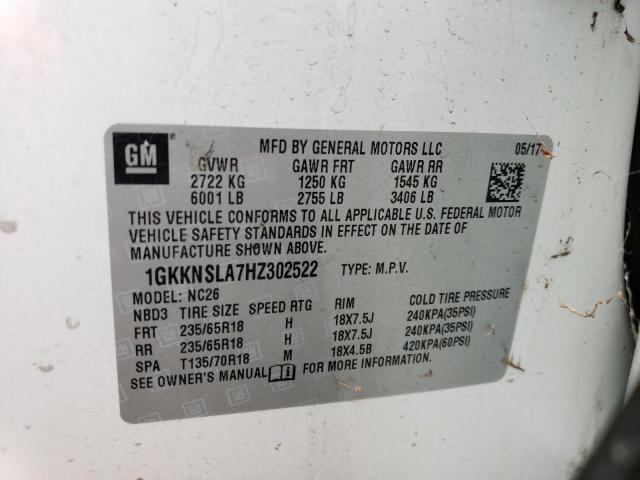 GM ® MFD BY GENERAL MOTORS LLC 05/17
GVWR GAWR FRT GAWR RR
2722 KG 1250 KG 1545 KG
6001 LB 2755 LB 3406 LB
THIS VEHICLE CONFORMS TO ALL APPLICABLE U.S. FEDERAL MOTOR
VEHICLE SAFETY STANDARDS IN EFFECT ON THE DATE OF
MANUFACTURE SHOWN ABOVE.
1GKKNSLA7HZ302522 TYPE: M.P.V.
MODEL: NC26
NBD3 TIRE SIZE SPEED RTG RIM COLD TIRE PRESSURE
FRT 235/65R18 H 18X7.5J 240KPA(35PSI)
RR 235/65R18 H 18X7.5J 240KPA(35PSI)
SPA T135/70R18 M 18X4.5B 420KPA(60PSI)
SEE OWNER'S MANUAL FOR MORE INFORMATION.